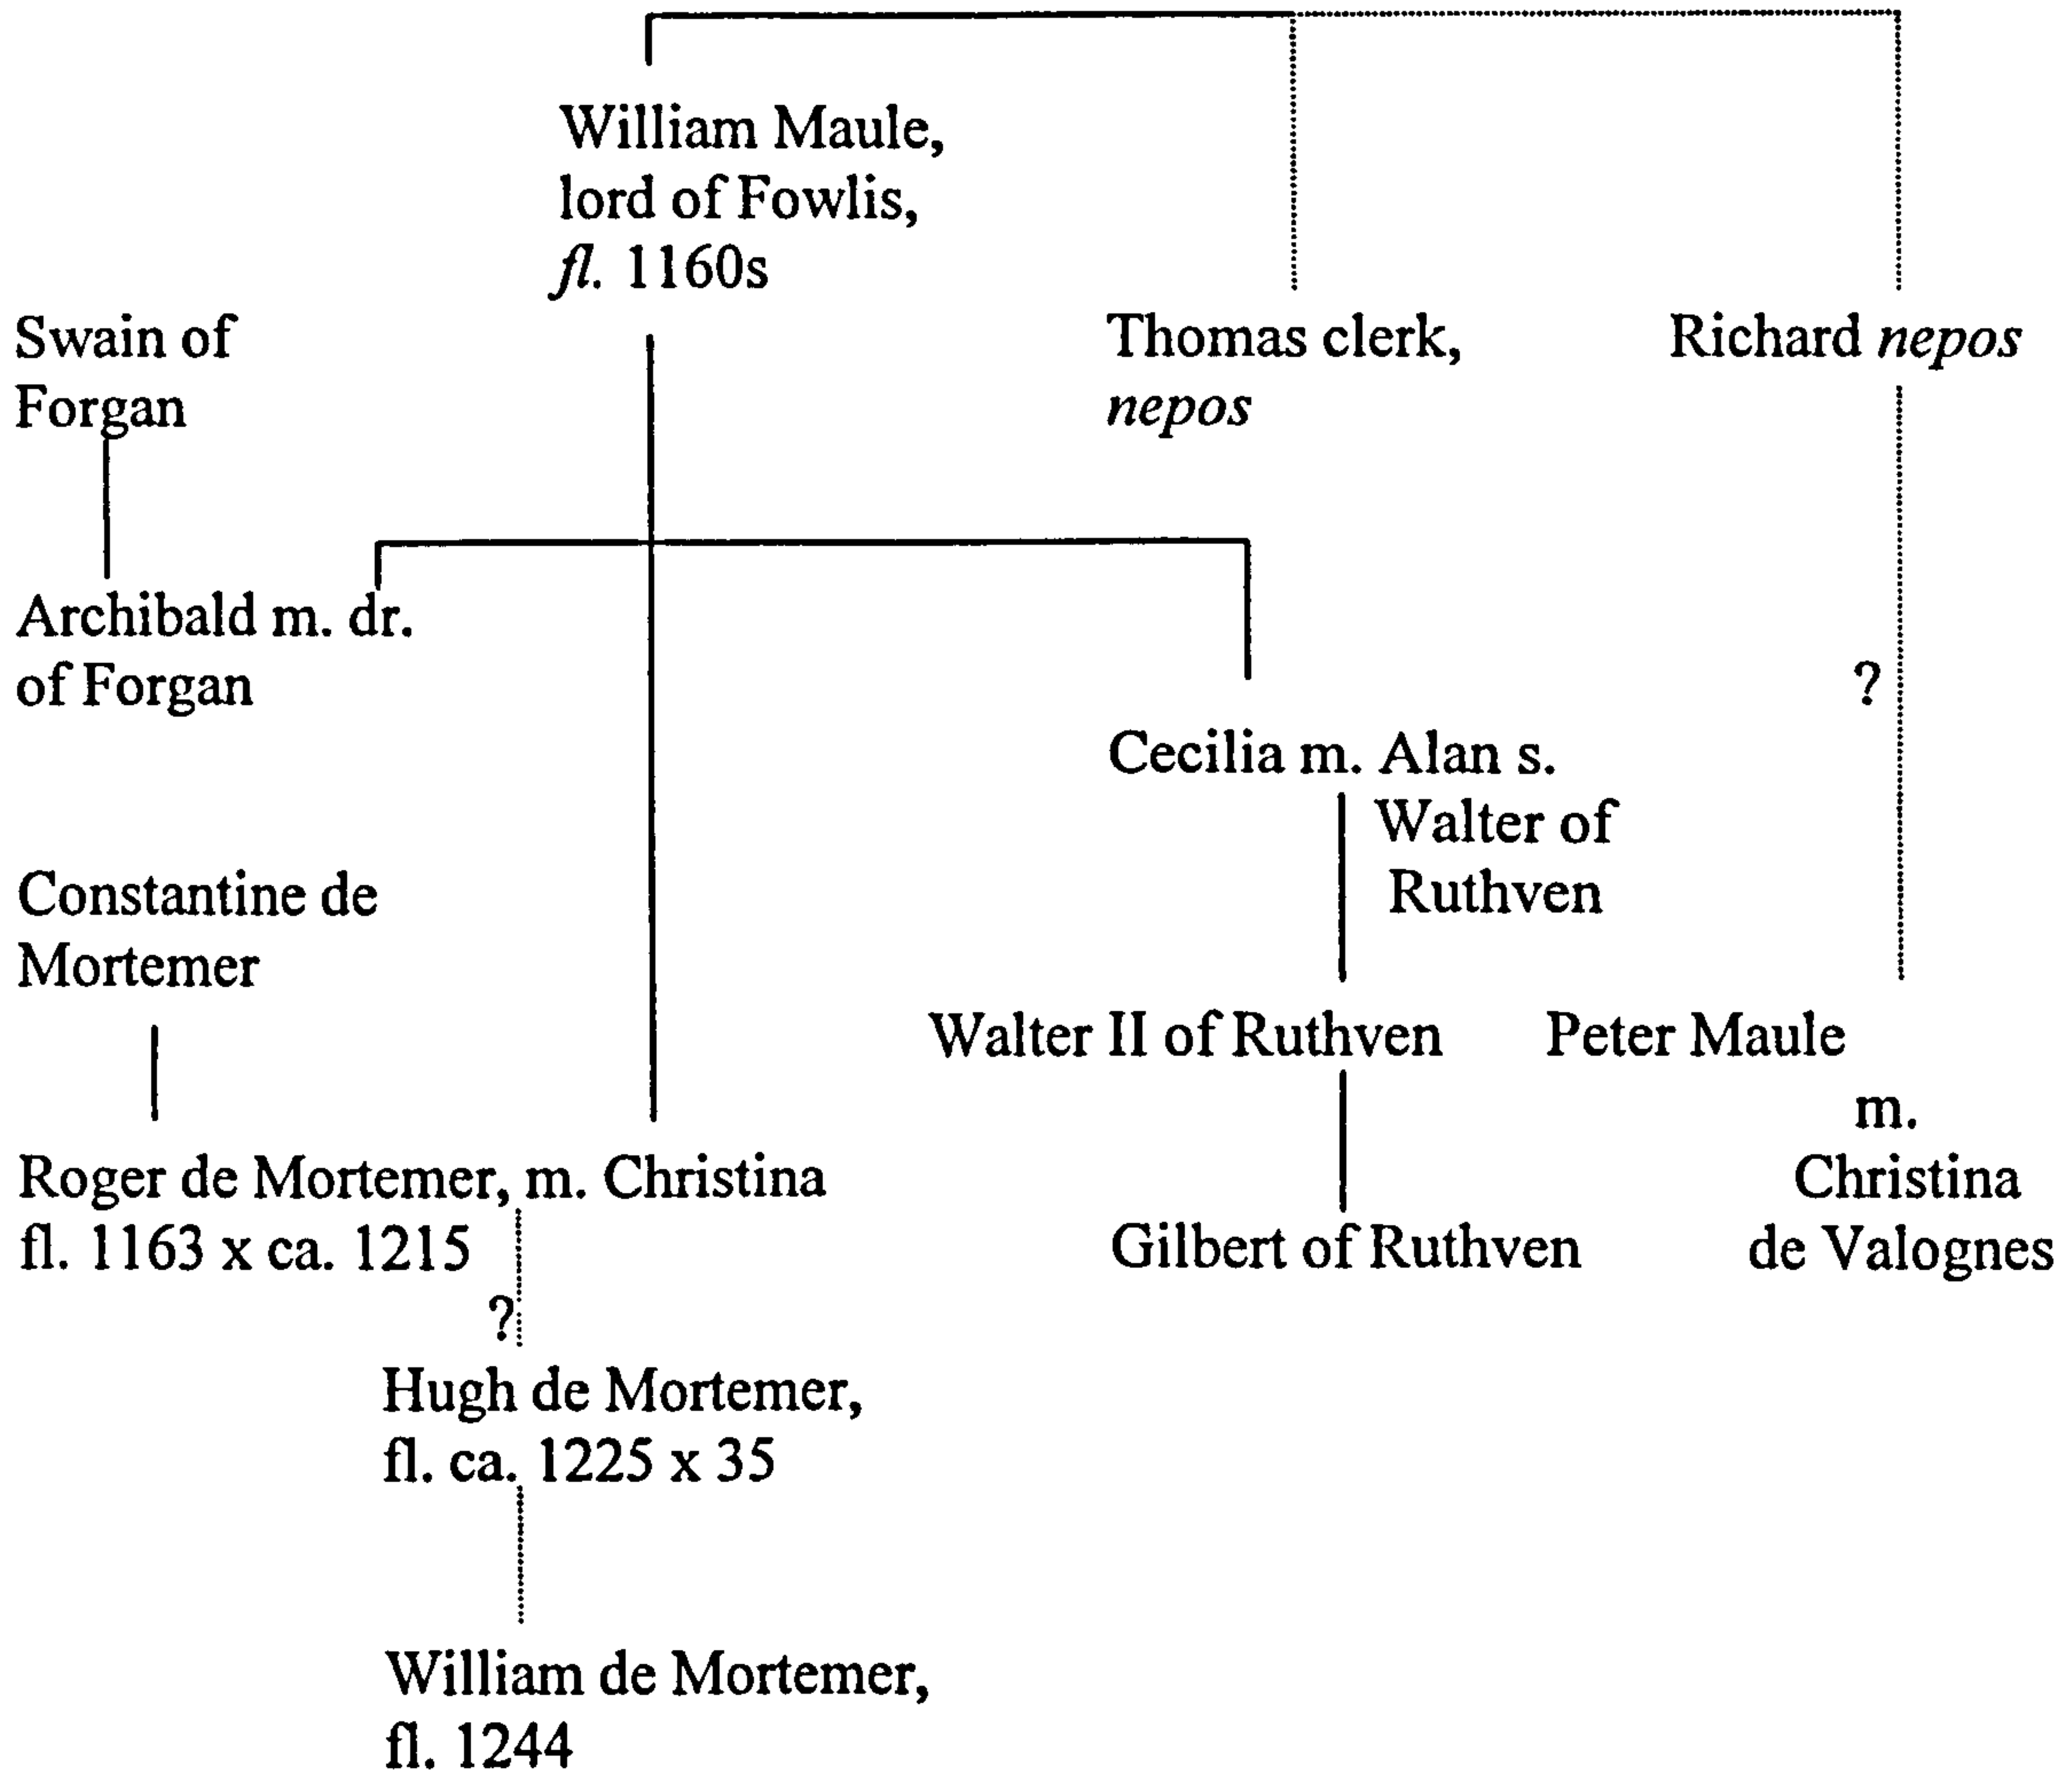 William Maule,
lord of Fowlis,
fl. 1160s
Swain of
Forgan
Thomas clerk,
nepos
Richard nepos
Archibald m. dr.
of Forgan
?
Cecilia m. Alan s.
Walter of
Ruthven
Constantine de
Mortemer
Walter II of Ruthven
Peter Maule
m.
Christina
de Valognes
Roger de Mortemer, m. Christina
fl. 1163 x ca. 1215
Gilbert of Ruthven
?
Hugh de Mortemer,
fl. ca. 1225 x 35
William de Mortemer,
fl. 1244